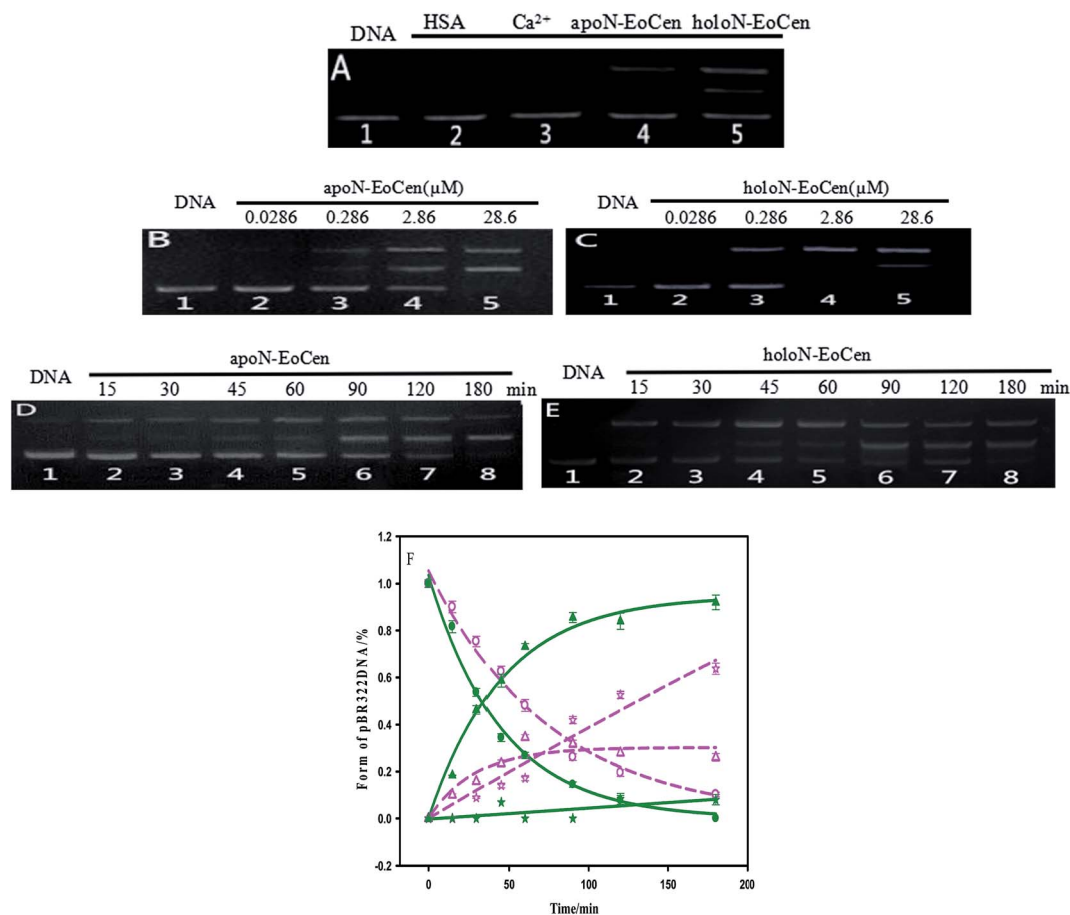 DNA HSA Ca²⁺ apoN-EoCen holoN-EoCen
A
1 2 3 4 5
apoN-EoCen(µM)
DNA 0.0286 0.286 2.86 28.6
B
1 2 3 4 5
holoN-EoCen(µM)
DNA 0.0286 0.286 2.86 28.6
C
1 2 3 4 5
apoN-EoCen
DNA 15 30 45 60 90 120 180 min
D
1 2 3 4 5 6 7 8
holoN-EoCen
DNA 15 30 45 60 90 120 180 min
E
1 2 3 4 5 6 7 8
F
Form of pBR322DNA/%
1.2
1.0
0.8
0.6
0.4
0.2
0.0
-0.2
0 50 100 150 200
Time/min